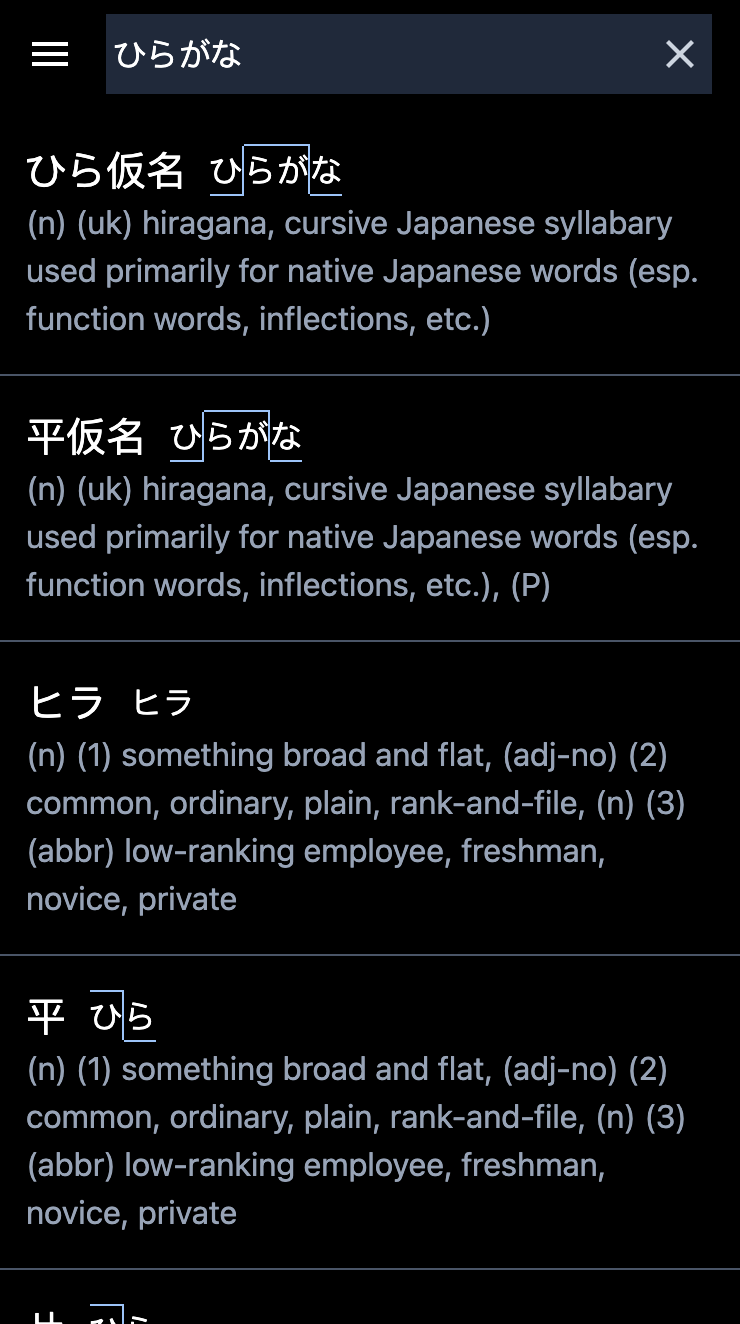 ひらがな
ひら仮名 ひらがな
(n) (uk) hiragana, cursive Japanese syllabary
used primarily for native Japanese words (esp.
function words, inflections, etc.)
平仮名 ひらがな
(n) (uk) hiragana, cursive Japanese syllabary
used primarily for native Japanese words (esp.
function words, inflections, etc.), (P)
ヒラ ヒラ
(n) (1) something broad and flat, (adj-no) (2)
common, ordinary, plain, rank-and-file, (n) (3)
(abbr) low-ranking employee, freshman,
novice, private
平 ひら
(n) (1) something broad and flat, (adj-no) (2)
common, ordinary, plain, rank-and-file, (n) (3)
(abbr) low-ranking employee, freshman,
novice, private